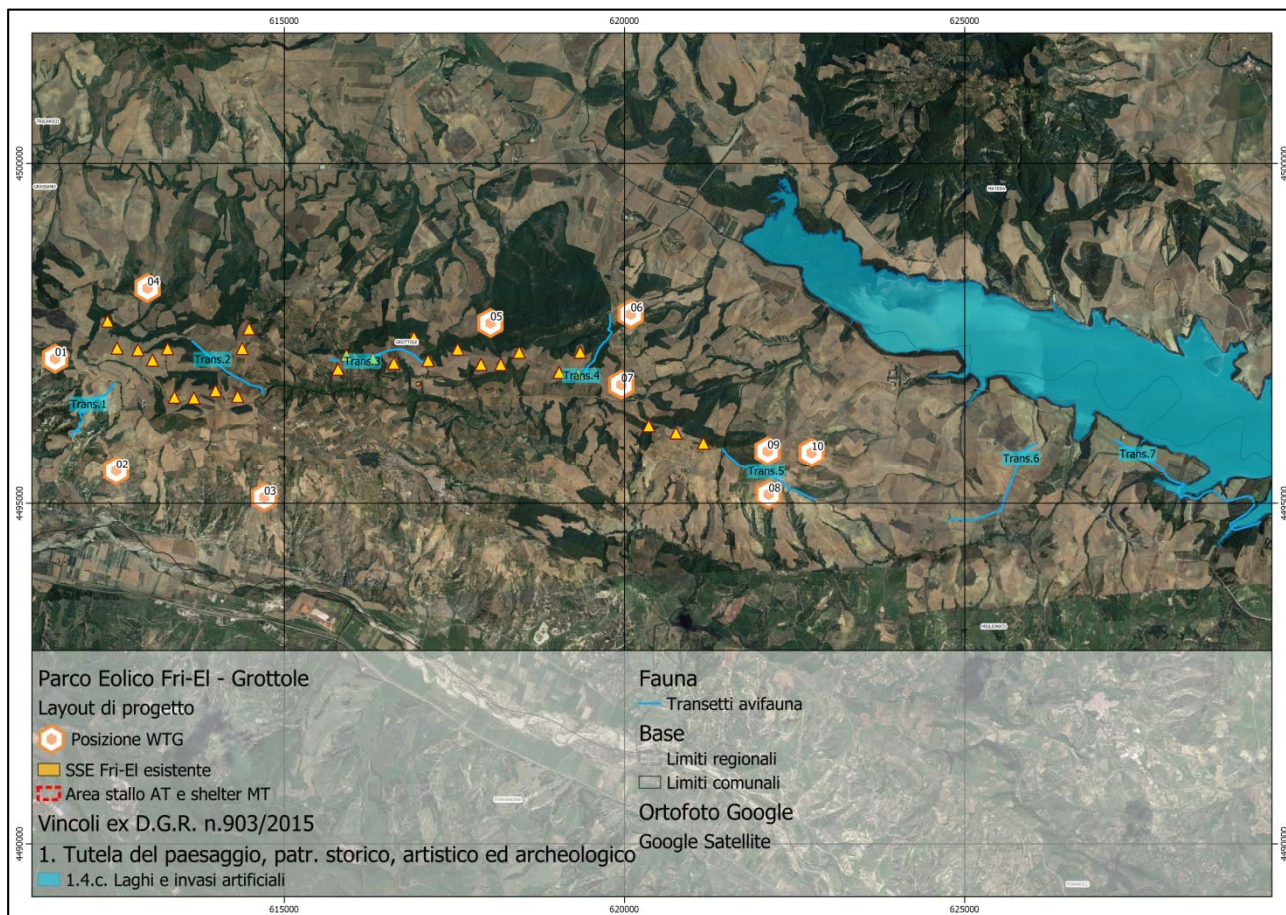 615000 620000 625000
TRICARICO
4500000 4500000
GRASSANO
MATERA
04
06
05
GROTTOLE
01
Trans.2
Trans.3
Trans.4
07
Trans.1
09 10
Trans.6 Trans.7
02
Trans.5
03
08
4495000 4495000
MIGLIONICO
Parco Eolico Fri-El - Grottole
Layout di progetto
Posizione WTG
SSE Fri-El esistente
Area stallo AT e shelter MT
Vincoli ex D.G.R. n.903/2015
1. Tutela del paesaggio, patr. storico, artistico ed archeologico
1.4.c. Laghi e invasi artificiali
Fauna
Transetti avifauna
Base
Limiti regionali
Limiti comunali
Ortofoto Google
Google Satellite
FERRANDINA
4490000 4490000
POMARICO
615000 620000 625000